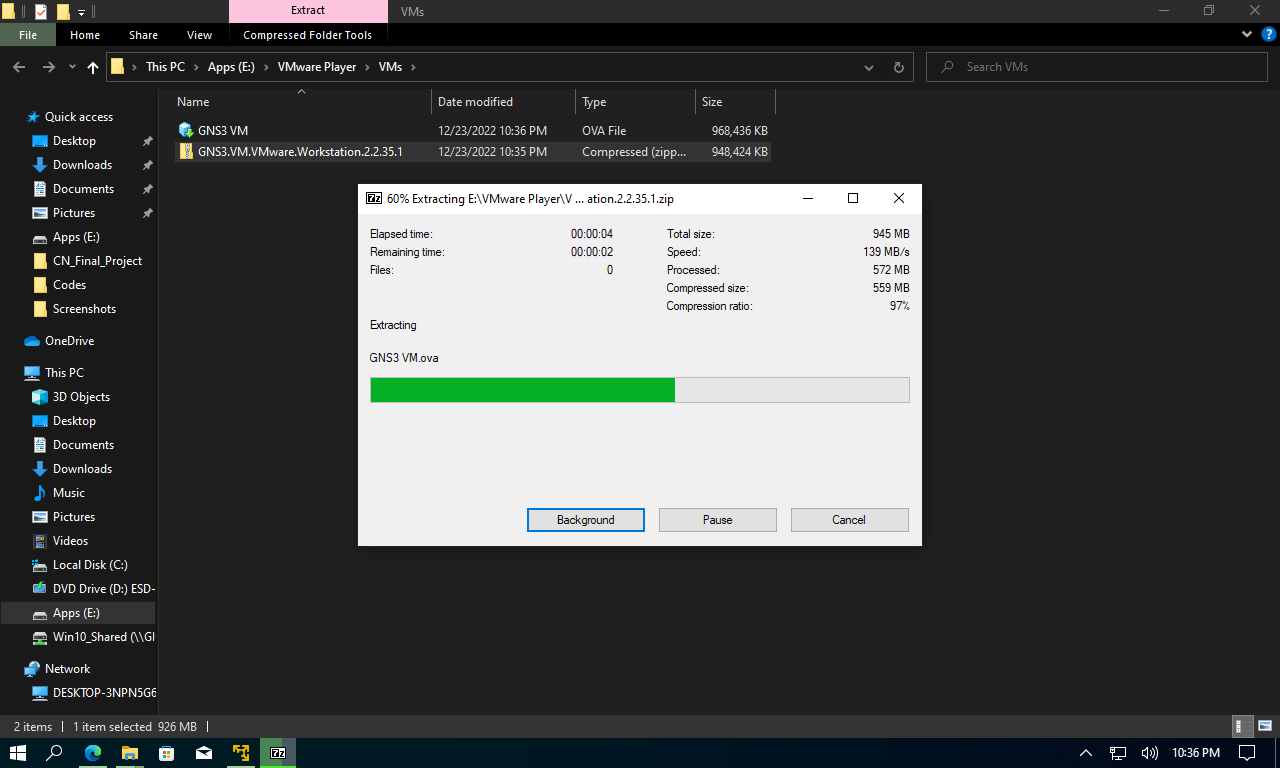 Extract
VMs
File
Home
Share
View
Compressed Folder Tools
This PC
Apps (E:)
VMware Player
VMs
Search VMs
Name
Date modified
Type
Size
GNS3 VM
12/23/2022 10:36 PM
OVA File
968,436 KB
GNS3.VM.VMware.Workstation.2.2.35.1
12/23/2022 10:35 PM
Compressed (zipp...
948,424 KB
Quick access
Desktop
Downloads
Documents
Pictures
Apps (E:)
CN_Final_Project
Codes
Screenshots
OneDrive
This PC
3D Objects
Desktop
Documents
Downloads
Music
Pictures
Videos
Local Disk (C:)
DVD Drive (D:) ESD-
Apps (E:)
Win10_Shared (\\GI
Network
DESKTOP-3NPN5G6
7z
60% Extracting E:\VMware Player\V ... ation.2.2.35.1.zip
Elapsed time:
00:00:04
Total size:
945 MB
Remaining time:
00:00:02
Speed:
139 MB/s
Files:
0
Processed:
572 MB
Compressed size:
559 MB
Compression ratio:
97%
Extracting
GNS3 VM.ova
Background
Pause
Cancel
2 items
1 item selected 926 MB
7z
10:36 PM